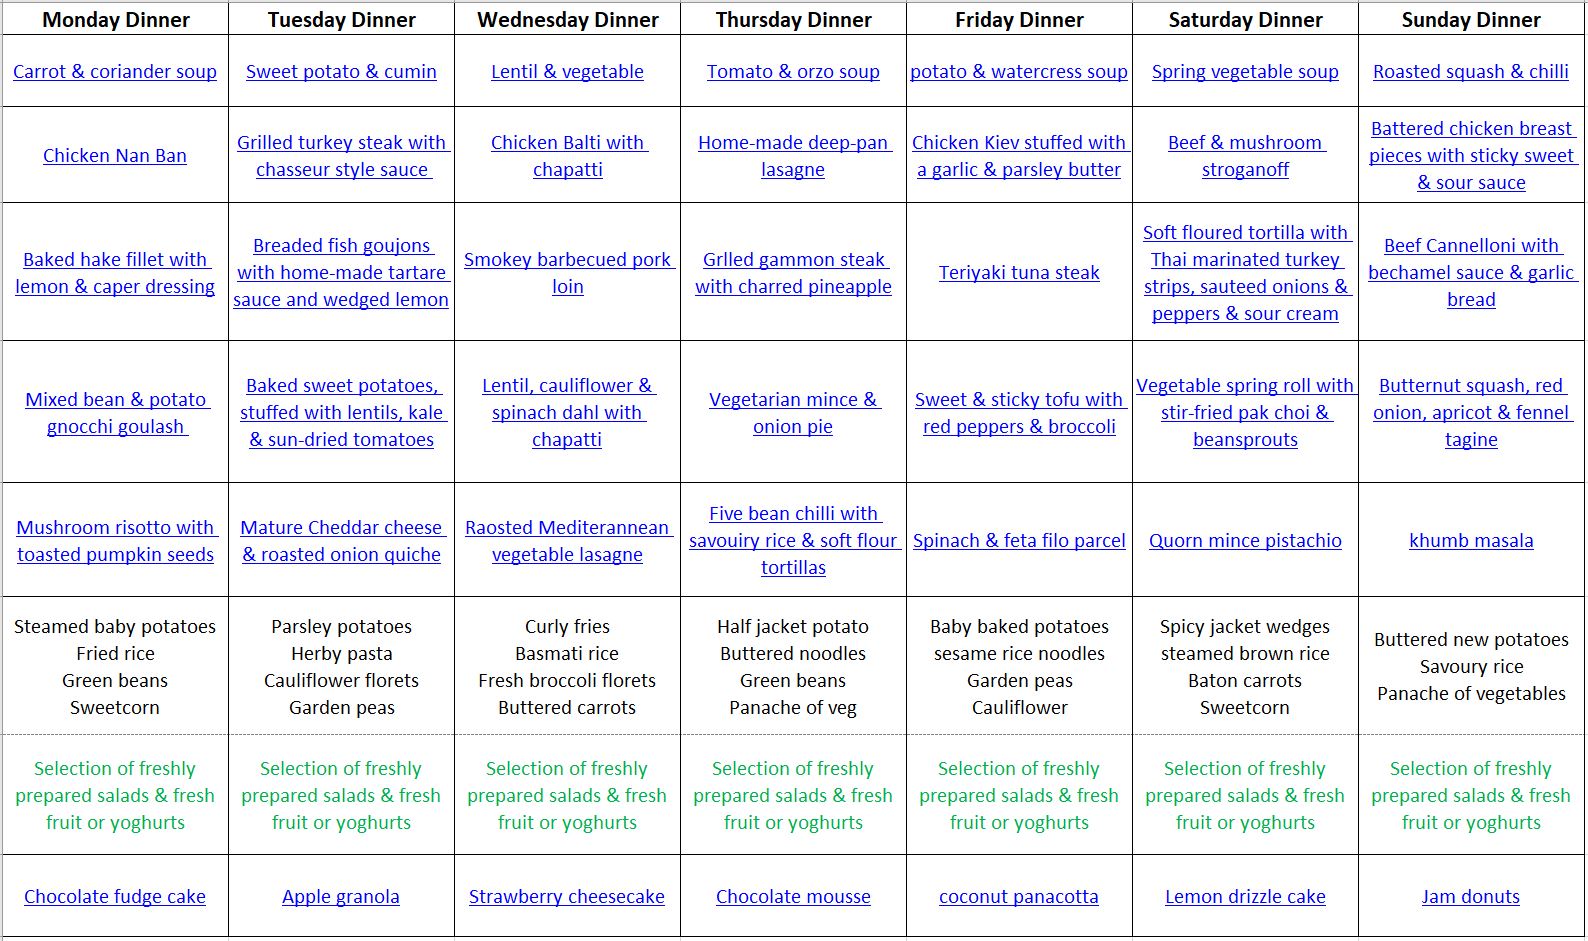 Monday Dinner
Tuesday Dinner
Wednesday Dinner
Thursday Dinner
Friday Dinner
Saturday Dinner
Sunday Dinner
Carrot & coriander soup
Sweet potato & cumin
Lentil & vegetable
Tomato & orzo soup
potato & watercress soup
Spring vegetable soup
Roasted squash & chilli
Chicken Nan Ban
Grilled turkey steak with
chasseur style sauce
Chicken Balti with
chapatti
Home-made deep-pan
lasagne
Chicken Kiev stuffed with
a garlic & parsley butter
Beef & mushroom
stroganoff
Battered chicken breast
pieces with sticky sweet
& sour sauce
Baked hake fillet with
lemon & caper dressing
Breaded fish goujons
with home-made tartare
sauce and wedged lemon
Smokey barbecued pork
loin
Grlled gammon steak
with charred pineapple
Teriyaki tuna steak
Soft floured tortilla with
Thai marinated turkey
strips, sauteed onions &
peppers & sour cream
Beef Cannelloni with
bechamel sauce & garlic
bread
Mixed bean & potato
gnocchi goulash
Baked sweet potatoes,
stuffed with lentils, kale
& sun-dried tomatoes
Lentil, cauliflower &
spinach dahl with
chapatti
Vegetarian mince &
onion pie
Sweet & sticky tofu with
red peppers & broccoli
Vegetable spring roll with
stir-fried pak choi &
beansprouts
Butternut squash, red
onion, apricot & fennel
tagine
Mushroom risotto with
toasted pumpkin seeds
Mature Cheddar cheese
& roasted onion quiche
Raosted Mediterannean
vegetable lasagne
Five bean chilli with
savouiry rice & soft flour
tortillas
Spinach & feta filo parcel
Quorn mince pistachio
khumb masala
Steamed baby potatoes
Fried rice
Green beans
Sweetcorn
Parsley potatoes
Herby pasta
Cauliflower florets
Garden peas
Curly fries
Basmati rice
Fresh broccoli florets
Buttered carrots
Half jacket potato
Buttered noodles
Green beans
Panache of veg
Baby baked potatoes
sesame rice noodles
Garden peas
Cauliflower
Spicy jacket wedges
steamed brown rice
Baton carrots
Sweetcorn
Buttered new potatoes
Savoury rice
Panache of vegetables
Selection of freshly
prepared salads & fresh
fruit or yoghurts
Selection of freshly
prepared salads & fresh
fruit or yoghurts
Selection of freshly
prepared salads & fresh
fruit or yoghurts
Selection of freshly
prepared salads & fresh
fruit or yoghurts
Selection of freshly
prepared salads & fresh
fruit or yoghurts
Selection of freshly
prepared salads & fresh
fruit or yoghurts
Selection of freshly
prepared salads & fresh
fruit or yoghurts
Chocolate fudge cake
Apple granola
Strawberry cheesecake
Chocolate mousse
coconut panacotta
Lemon drizzle cake
Jam donuts